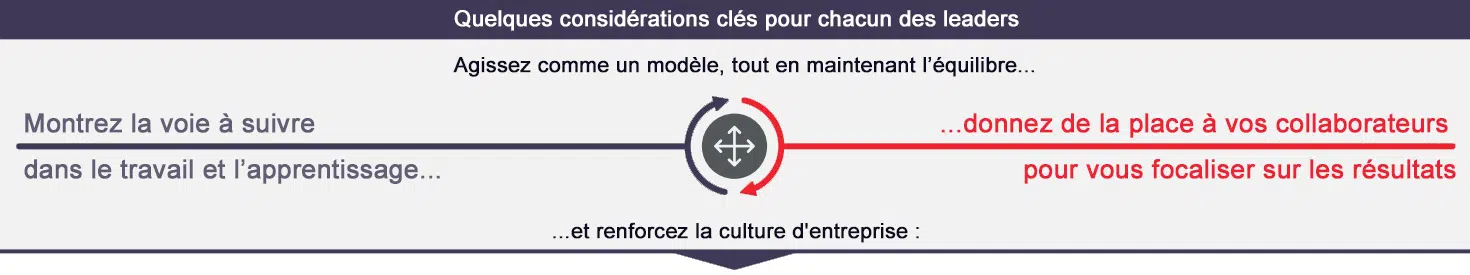 Quelques considérations clés pour chacun des leaders
Agissez comme un modèle, tout en maintenant l’équilibre...
Montrez la voie à suivre
dans le travail et l’apprentissage...
...donnez de la place à vos collaborateurs
pour vous focaliser sur les résultats
...et renforcez la culture d'entreprise :